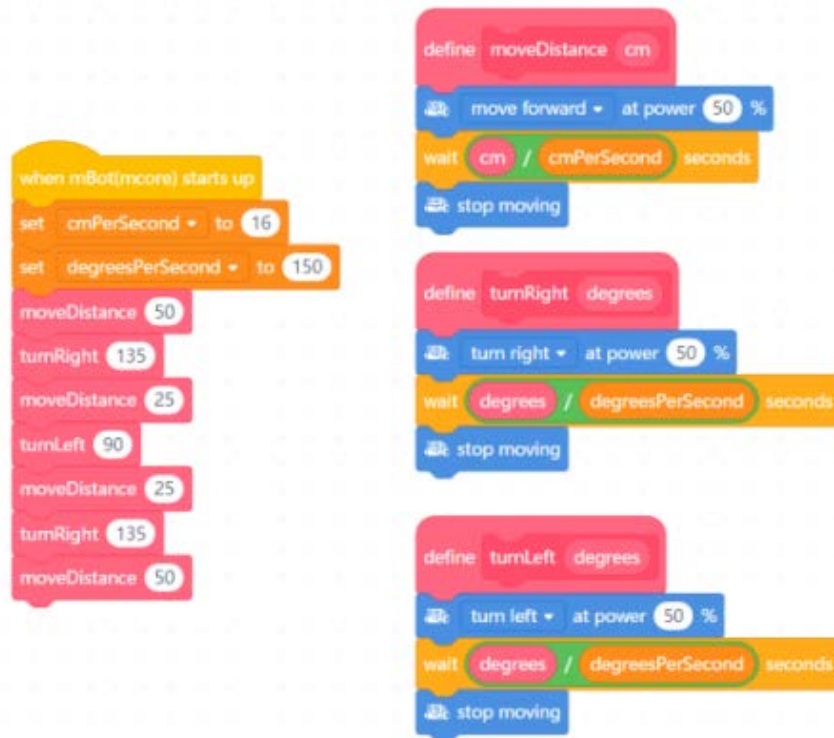 when mBot(mcore) starts up
set cmPerSecond to 16
set degreesPerSecond to 150
moveDistance 50
turnRight 135
moveDistance 25
turnLeft 90
moveDistance 25
turnRight 135
moveDistance 50
define moveDistance cm
move forward at power 50 %
wait cm / cmPerSecond seconds
stop moving
define turnRight degrees
turn right at power 50 %
wait degrees / degreesPerSecond seconds
stop moving
define turnLeft degrees
turn left at power 50 %
wait degrees / degreesPerSecond seconds
stop moving